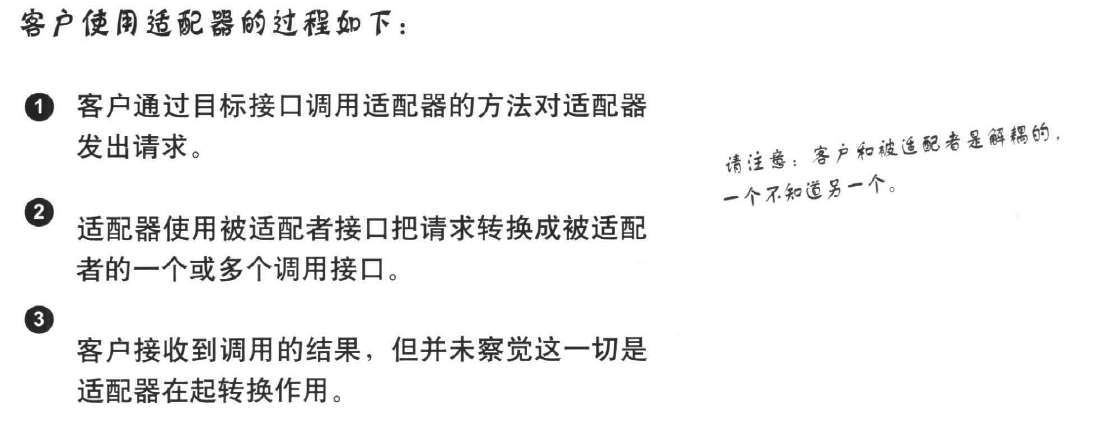 客户使用适配器的过程如下：
1 客户通过目标接口调用适配器的方法对适配器
发出请求。
请注意：客户和被适配者是解耦的，
一个不知道另一个。
2 适配器使用被适配者接口把请求转换成被适配
者的一个或多个调用接口。
3
客户接收到调用的结果，但并未察觉这一切是
适配器在起转换作用。